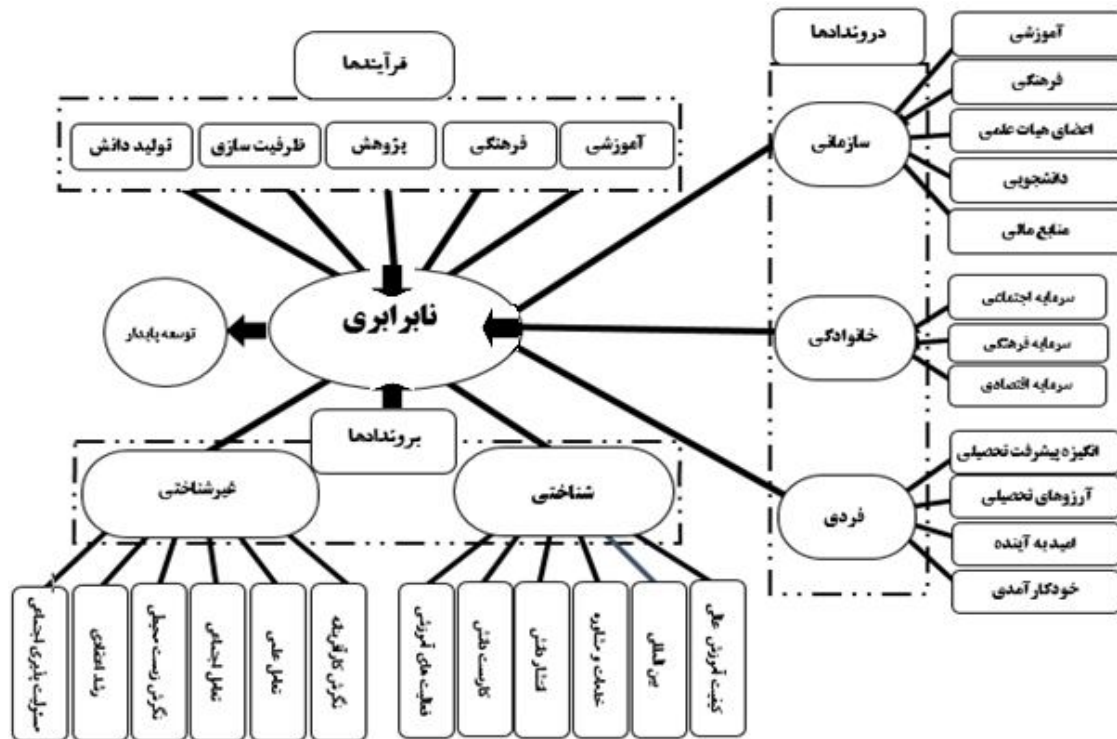 دروندادها
سازمانی
آموزشی
فرهنگی
اعضای هیات علمی
دانشجویی
منابع مالی
خانوادگی
سرمایه اجتماعی
سرمایه فرهنگی
سرمایه اقتصادی
فردی
انگیزه پیشرفت تحصیلی
آرزوهای تحصیلی
امید به آینده
خودکارآمدی
فرآیندها
آموزشی
فرهنگی
پژوهش
ظرفیت سازی
تولید دانش
نابرابری
توسعه پایدار
بروندادها
شناختی
کیفیت آموزش عالی
بین المللی
خدمات و مشاوره
انتشار دانش
کاربست دانش
فعالیت های آموزشی
غیرشناختی
نگرش کارآفرینانه
تعامل علمی
تعامل اجتماعی
نگرش زیست محیطی
رشد اعتقادی
مسئولیت پذیری اجتماعی